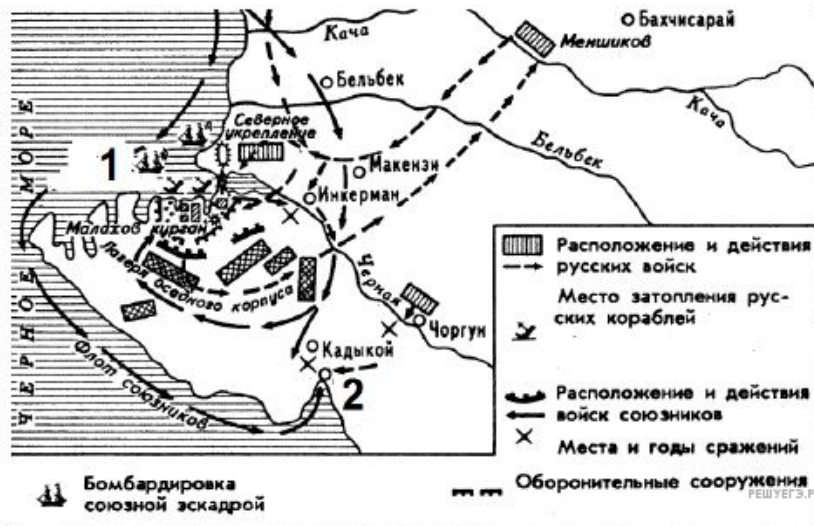 Бахчисарай
Кача
Меншиков
Бельбек
Кача
Северное
укрепление
Бельбек
МОРЕ
1
Макензи
Инкерман
Малахов курган
Лагеря осадного корпуса
Черная
Чоргун
Кадыкой
2
ЧЕРНОЕ
Флот союзников
Расположение и действия
русских войск
Место затопления рус-
ских кораблей
Расположение и действия
войск союзников
Места и годы сражений
Оборонительные сооружения
Бомбардировка
союзной эскадрой
РЕШУЕГЭ.Р